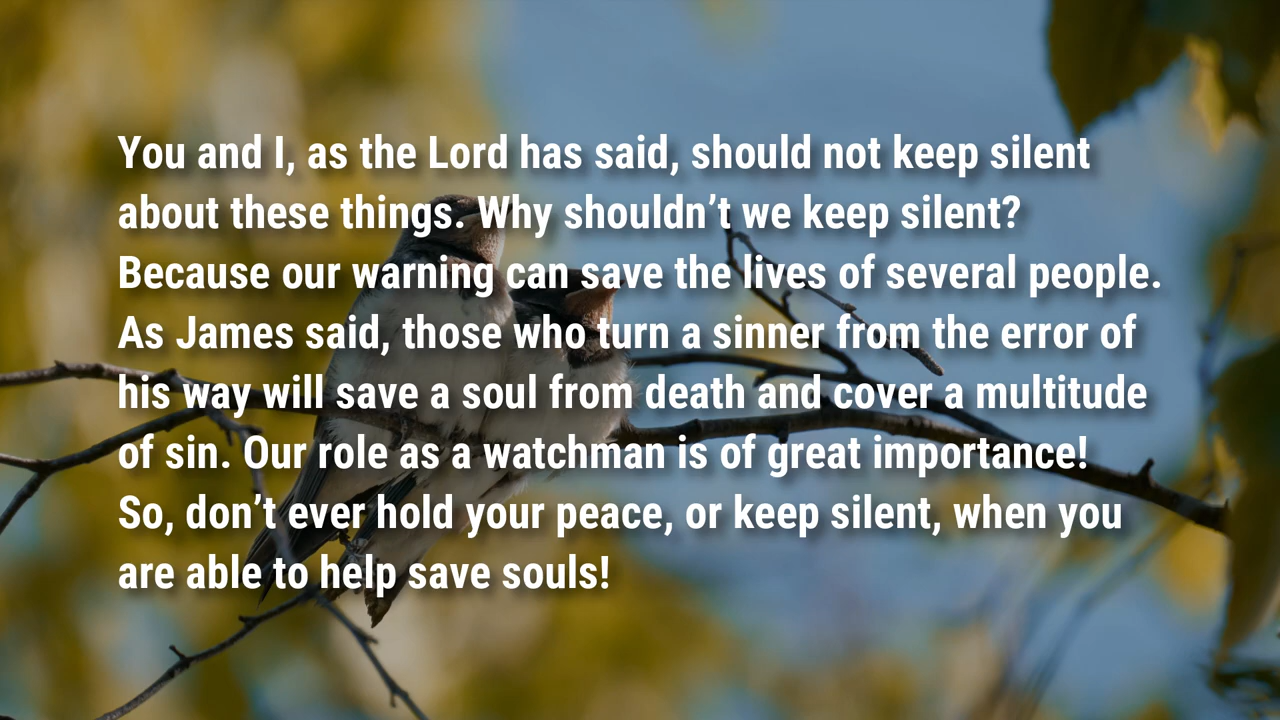 You and I, as the Lord has said, should not keep silent
about these things. Why shouldn’t we keep silent?
Because our warning can save the lives of several people.
As James said, those who turn a sinner from the error of
his way will save a soul from death and cover a multitude
of sin. Our role as a watchman is of great importance!
So, don’t ever hold your peace, or keep silent, when you
are able to help save souls!